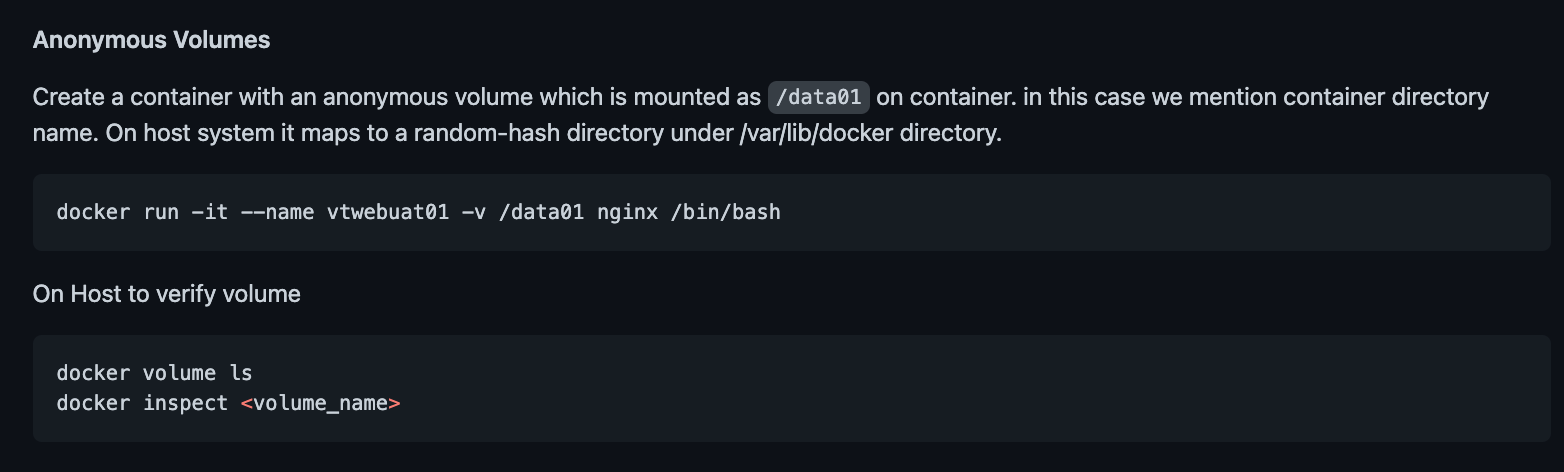 Anonymous Volumes
Create a container with an anonymous volume which is mounted as /data01 on container. in this case we mention container directory
name. On host system it maps to a random-hash directory under /var/lib/docker directory.
docker run -it --name vtwebuat01 -v /data01 nginx /bin/bash
On Host to verify volume
docker volume ls
docker inspect <volume_name>